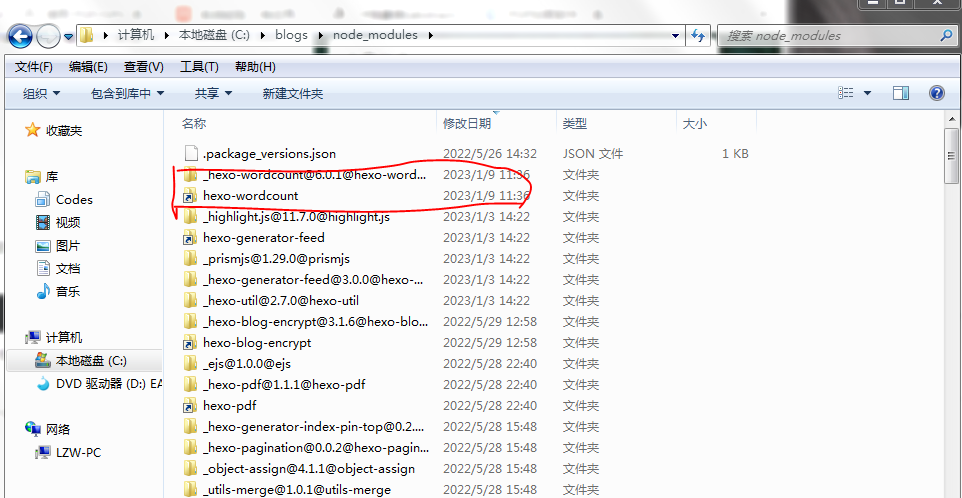 计算机 本地磁盘 (C:) blogs node_modules 搜索 node_modules
文件(F) 编辑(E) 查看(V) 工具(T) 帮助(H)
组织 包含到库中 共享 新建文件夹
收藏夹
库
Codes
视频
图片
文档
音乐
计算机
本地磁盘 (C:)
DVD 驱动器 (D:) EA
网络
LZW-PC
名称 修改日期 类型 大小
.package_versions.json 2022/5/26 14:32 JSON 文件 1 KB
_hexo-wordcount@6.0.1@hexo-word... 2023/1/9 11:36 文件夹
hexo-wordcount 2023/1/9 11:36 文件夹
_highlight.js@11.7.0@highlight.js 2023/1/3 14:22 文件夹
hexo-generator-feed 2023/1/3 14:22 文件夹
_prismjs@1.29.0@prismjs 2023/1/3 14:22 文件夹
_hexo-generator-feed@3.0.0@hexo-... 2023/1/3 14:22 文件夹
_hexo-util@2.7.0@hexo-util 2023/1/3 14:22 文件夹
_hexo-blog-encrypt@3.1.6@hexo-blo... 2022/5/29 12:58 文件夹
hexo-blog-encrypt 2022/5/29 12:58 文件夹
_ejs@1.0.0@ejs 2022/5/28 22:40 文件夹
_hexo-pdf@1.1.1@hexo-pdf 2022/5/28 22:40 文件夹
hexo-pdf 2022/5/28 22:40 文件夹
_hexo-generator-index-pin-top@0.2.... 2022/5/28 15:48 文件夹
_hexo-pagination@0.0.2@hexo-pagin... 2022/5/28 15:48 文件夹
_object-assign@4.1.1@object-assign 2022/5/28 15:48 文件夹
_utils-merge@1.0.1@utils-merge 2022/5/28 15:48 文件夹